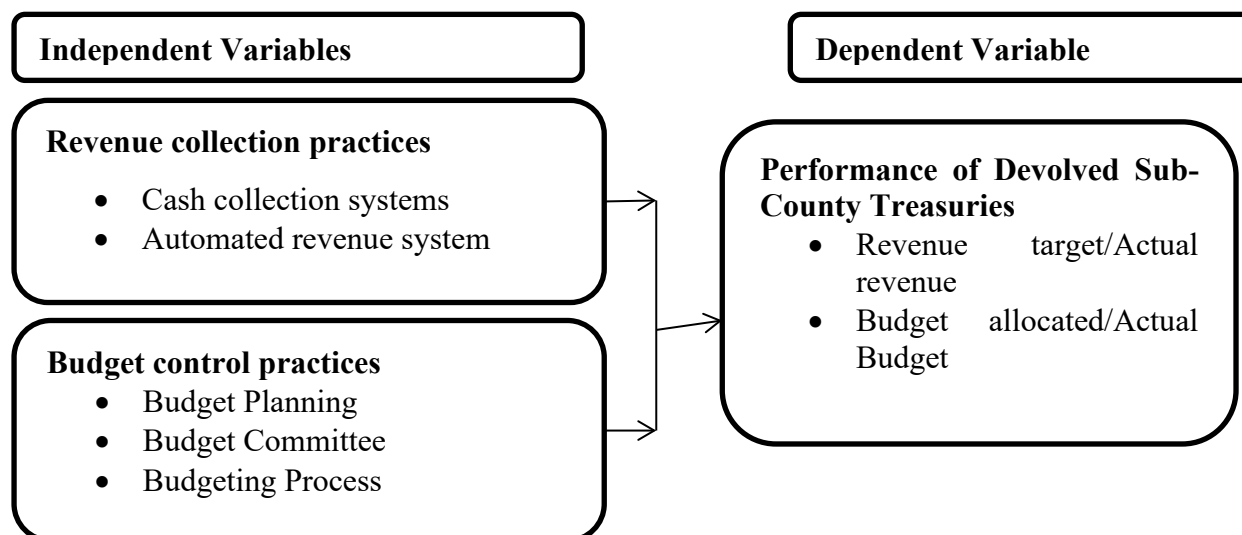 Independent Variables
Dependent Variable
Revenue collection practices
• Cash collection systems
• Automated revenue system
Budget control practices
• Budget Planning
• Budget Committee
• Budgeting Process
Performance of Devolved Sub-
County Treasuries
• Revenue target/Actual
revenue
• Budget allocated/Actual
Budget